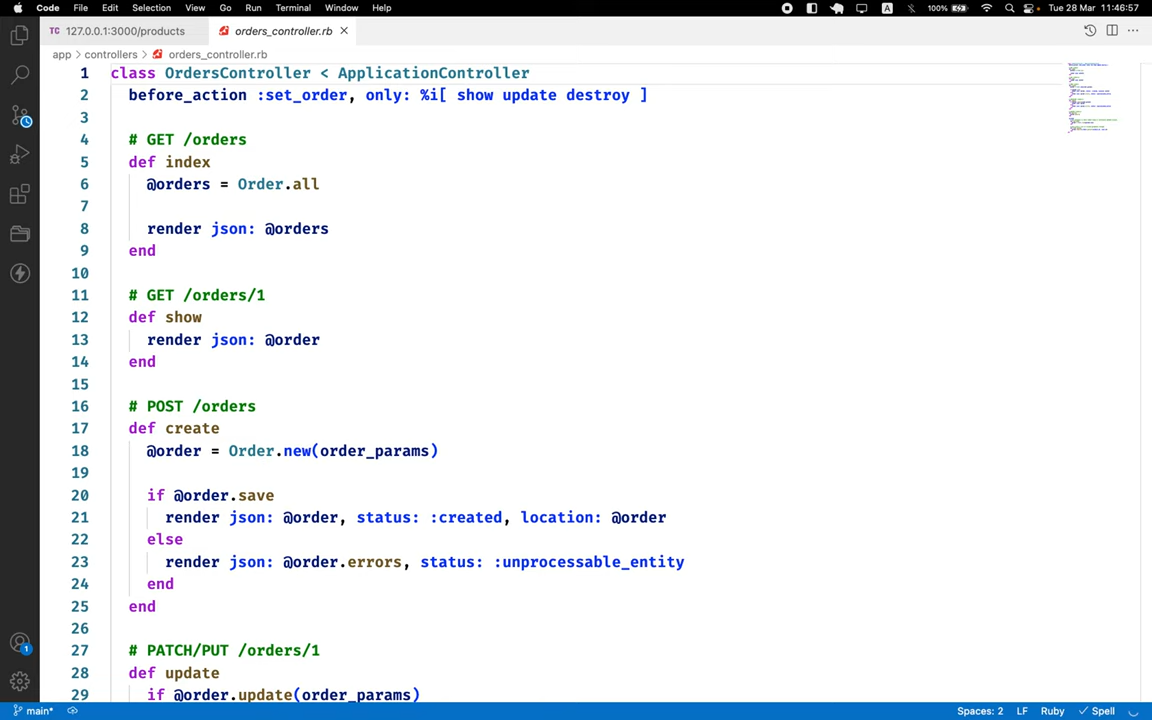 Code File Edit Selection View Go Run Terminal Window Help A 100% Tue 28 Mar 11:46:57
TC 127.0.0.1:3000/products orders_controller.rb
app > controllers > orders_controller.rb
1 class OrdersController < ApplicationController
2 before_action :set_order, only: %i[ show update destroy ]
3
4 # GET /orders
5 def index
6 @orders = Order.all
7
8 render json: @orders
9 end
10
11 # GET /orders/1
12 def show
13 render json: @order
14 end
15
16 # POST /orders
17 def create
18 @order = Order.new(order_params)
19
20 if @order.save
21 render json: @order, status: :created, location: @order
22 else
23 render json: @order.errors, status: :unprocessable_entity
24 end
25 end
26
27 # PATCH/PUT /orders/1
28 def update
29 if @order.update(order_params)
1
main* Spaces: 2 LF Ruby Spell